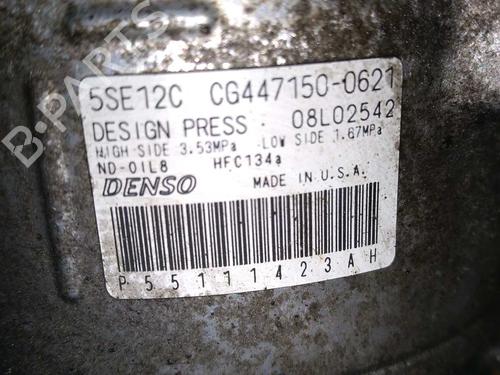 B-PARTS
5SE12C CG447150-0621
DESIGN PRESS : 08L02542
HIGH SIDE 3.53MPa LOW SIDE 1.67MPa
ND-OIL8 HFC134a
DENSO MADE IN U.S.A.
P55111423AH